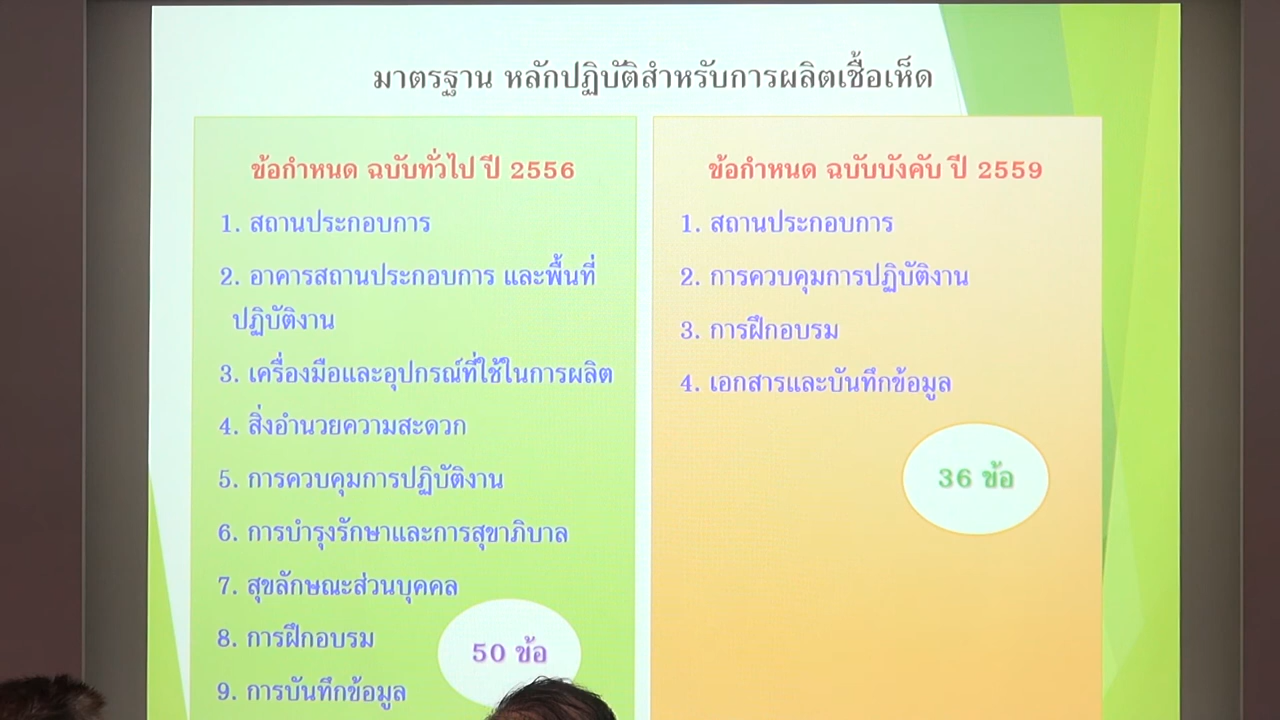 มาตรฐาน หลักปฏิบัติสำหรับการผลิตเชื้อเห็ด
ข้อกำหนด ฉบับทั่วไป ปี 2556
1. สถานประกอบการ
2. อาคารสถานประกอบการ และพื้นที่
ปฏิบัติงาน
3. เครื่องมือและอุปกรณ์ที่ใช้ในการผลิต
4. สิ่งอำนวยความสะดวก
5. การควบคุมการปฏิบัติงาน
6. การบำรุงรักษาและการสุขาภิบาล
7. สุขลักษณะส่วนบุคคล
8. การฝึกอบรม
9. การบันทึกข้อมูล
50 ข้อ
ข้อกำหนด ฉบับบังคับ ปี 2559
1. สถานประกอบการ
2. การควบคุมการปฏิบัติงาน
3. การฝึกอบรม
4. เอกสารและบันทึกข้อมูล
36 ข้อ